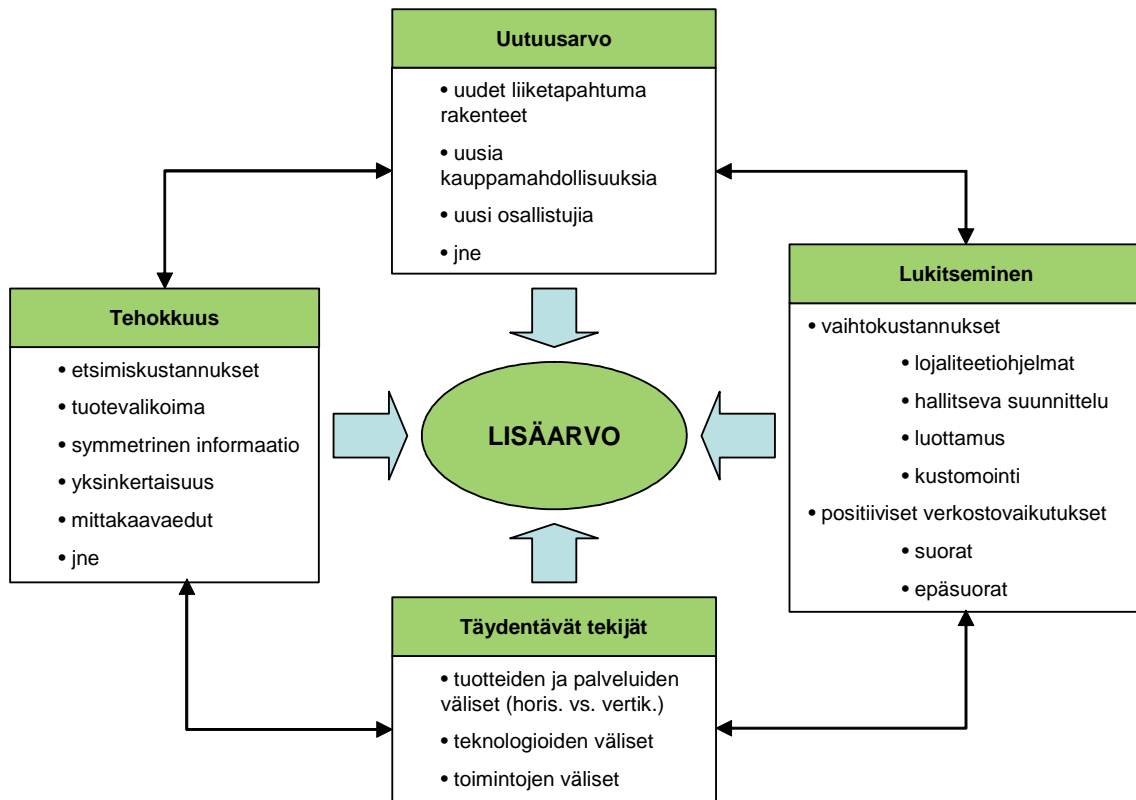 Uutusarvo
• uudet liiketapahtuma
rakenteet
• uusia
kauppamahdollisuuksia
• uusi osallistujia
• jne
Tehokkuus
• etsimiskustannukset
• tuotevalikoima
• symmetrinen informaatio
• yksinkertaisuus
• mittakaavaedut
• jne
LISÄARVO
Lukitseminen
• vaihtokustannukset
• lojaliteetiohjelmat
• hallitseva suunnittelu
• luottamus
• kustomointi
• positiiviset verkostovaikutukset
• suorat
• epäsuorat
Täydentävät tekijät
• tuotteiden ja palveluiden
väliset (horis. vs. vertik.)
• teknologioiden väliset
• toimintojen väliset